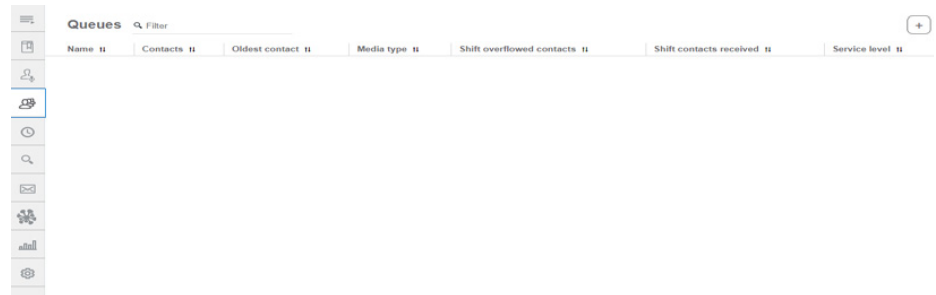 Queues Filter
+
Name Contacts Oldest contact Media type Shift overflowed contacts Shift contacts received Service level